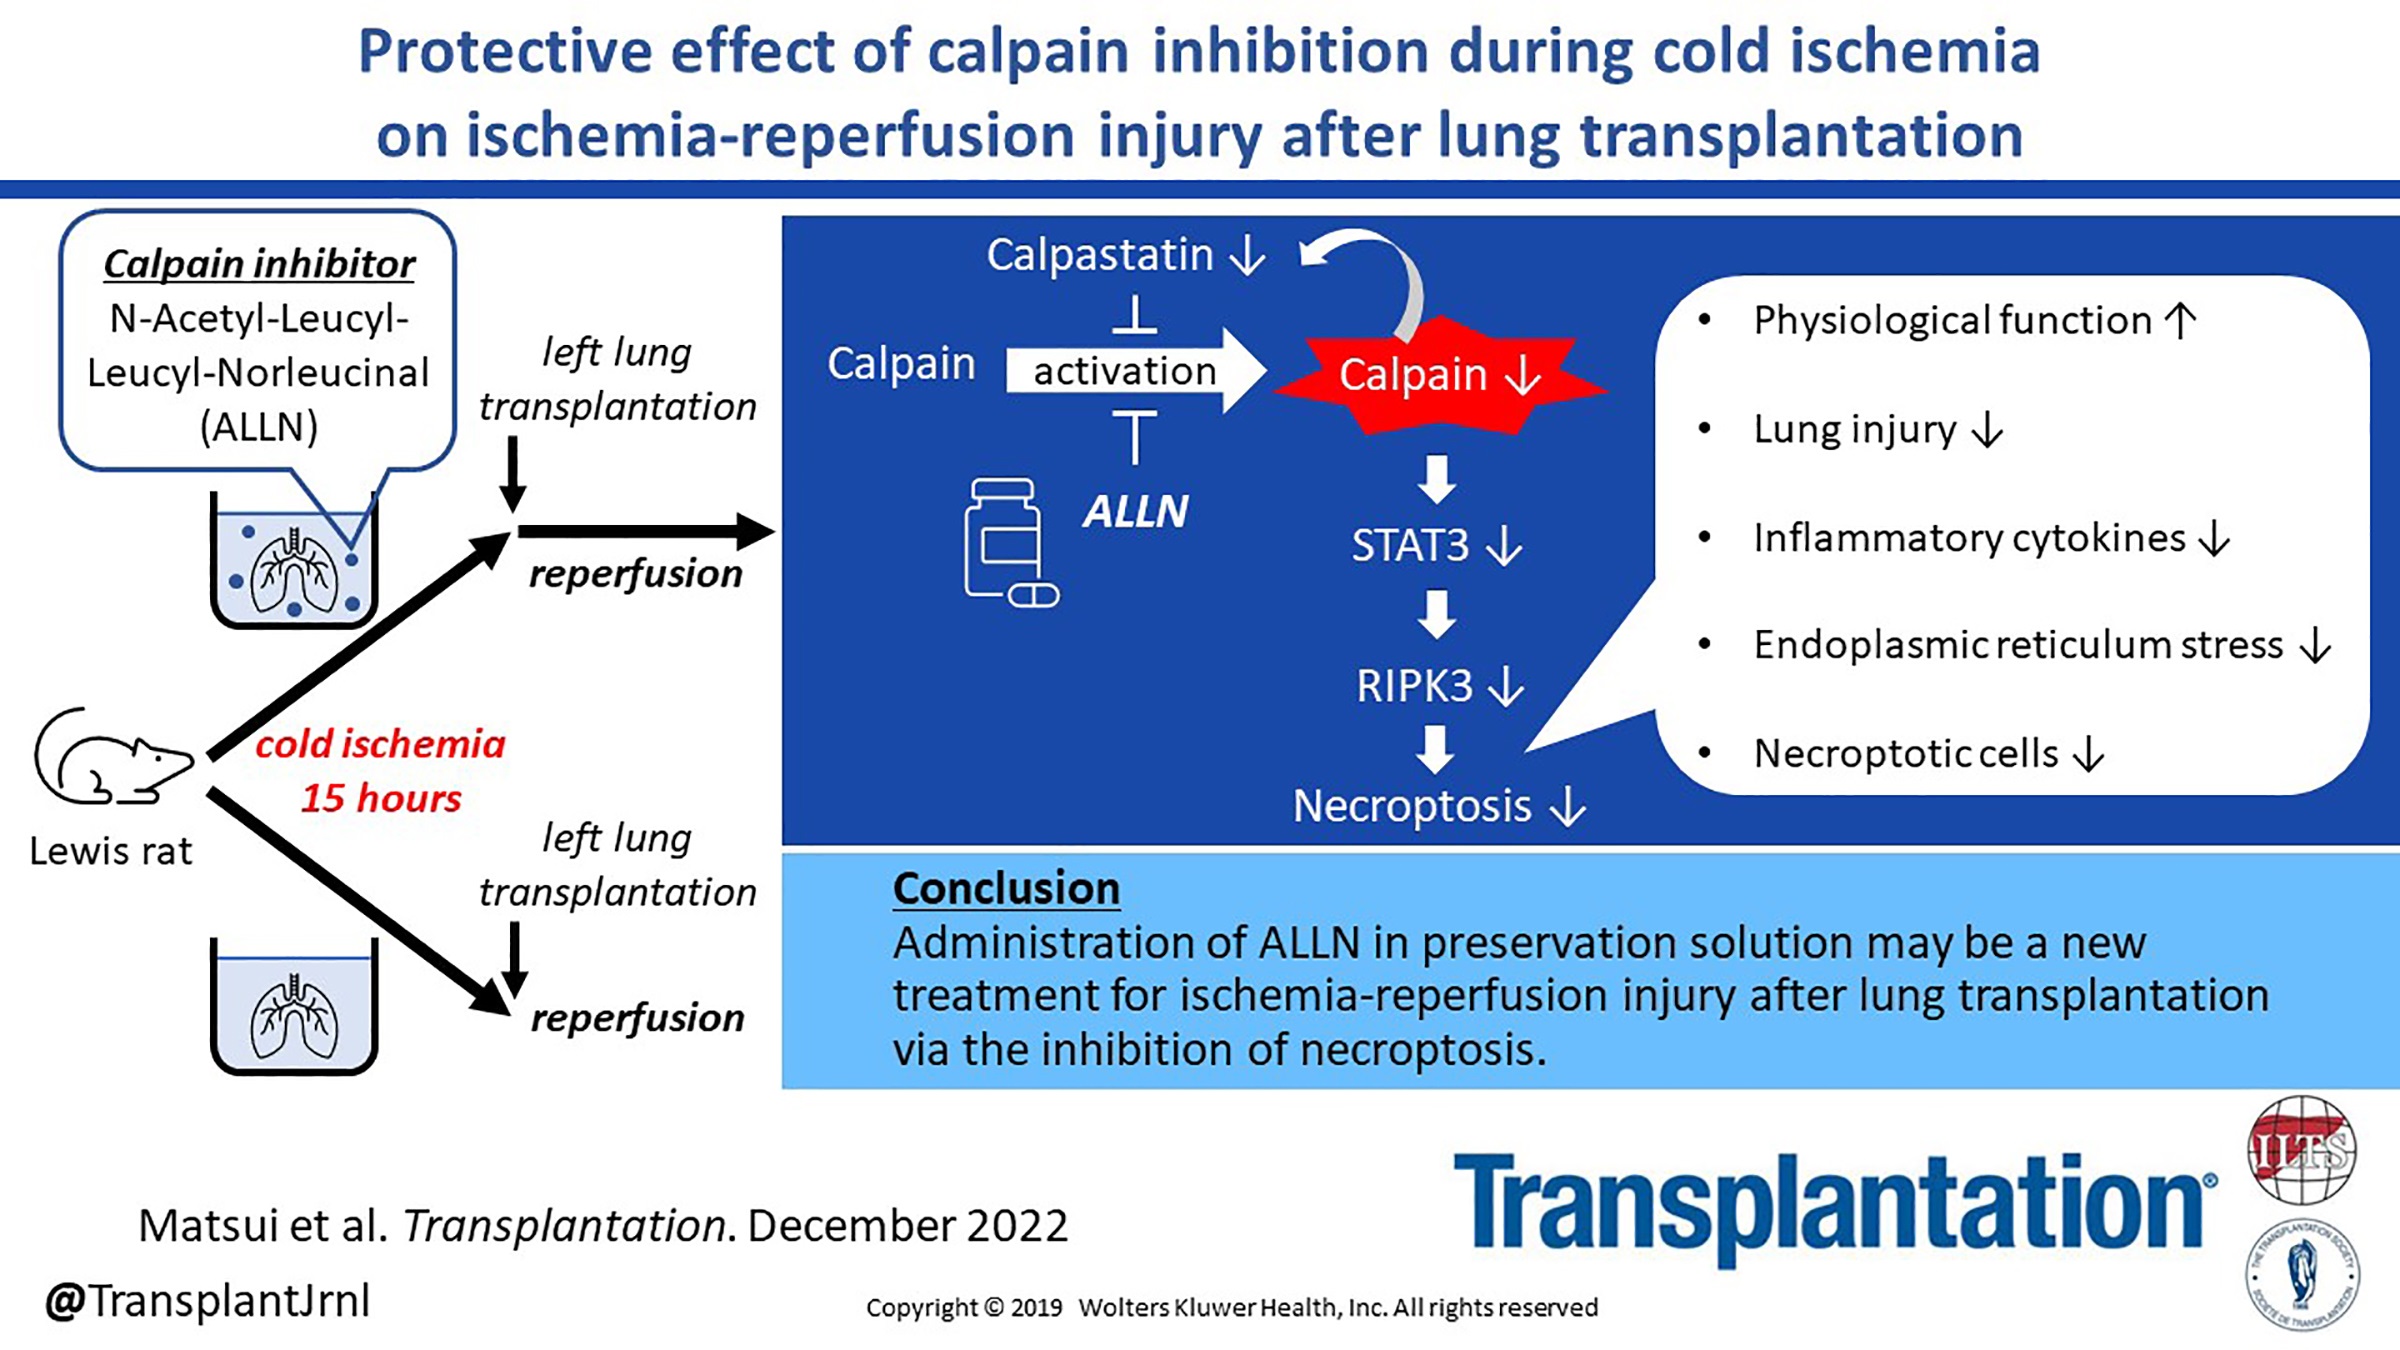 Protective effect of calpain inhibition during cold ischemia
on ischemia-reperfusion injury after lung transplantation
Calpain inhibitor
N-Acetyl-Leucyl-
Leucyl-Norleucinal
(ALLN)
left lung
transplantation
reperfusion
cold ischemia
15 hours
Lewis rat
left lung
transplantation
reperfusion
Calpastatin ↓
Calpain
activation
Calpain ↓
ALLN
STAT3 ↓
RIPK3 ↓
Necroptosis ↓
• Physiological function ↑
• Lung injury ↓
• Inflammatory cytokines ↓
• Endoplasmic reticulum stress ↓
• Necroptotic cells ↓
Conclusion
Administration of ALLN in preservation solution may be a new
treatment for ischemia-reperfusion injury after lung transplantation
via the inhibition of necroptosis.
Matsui et al. Transplantation. December 2022
@TransplantJrnl
Copyright © 2019 Wolters Kluwer Health, Inc. All rights reserved
Transplantation®
ILTS
THE TRANSPLANTATION SOCIETY
SOCIÉTÉ DE TRANSPLANTATION